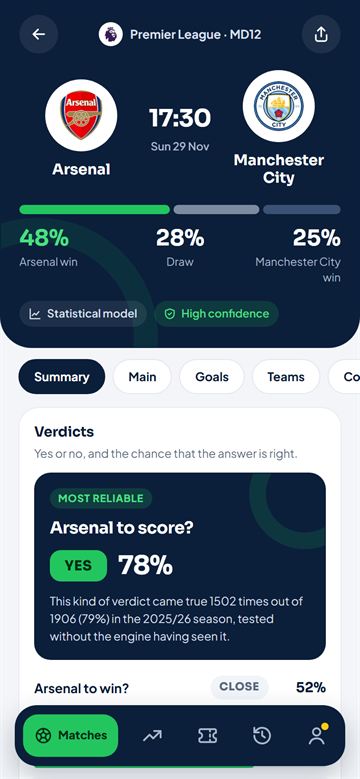 Premier League · MD12
Arsenal
MANCHESTER
CITY
17:30
Sun 29 Nov
Arsenal
Manchester
City
48%
28%
25%
Arsenal win
Draw
Manchester City
win
Statistical model
High confidence
Summary
Main
Goals
Teams
Co
Verdicts
Yes or no, and the chance that the answer is right.
MOST RELIABLE
Arsenal to score?
YES
78%
This kind of verdict came true 1502 times out of
1906 (79%) in the 2025/26 season, tested
without the engine having seen it.
Arsenal to win?
CLOSE
52%
Matches